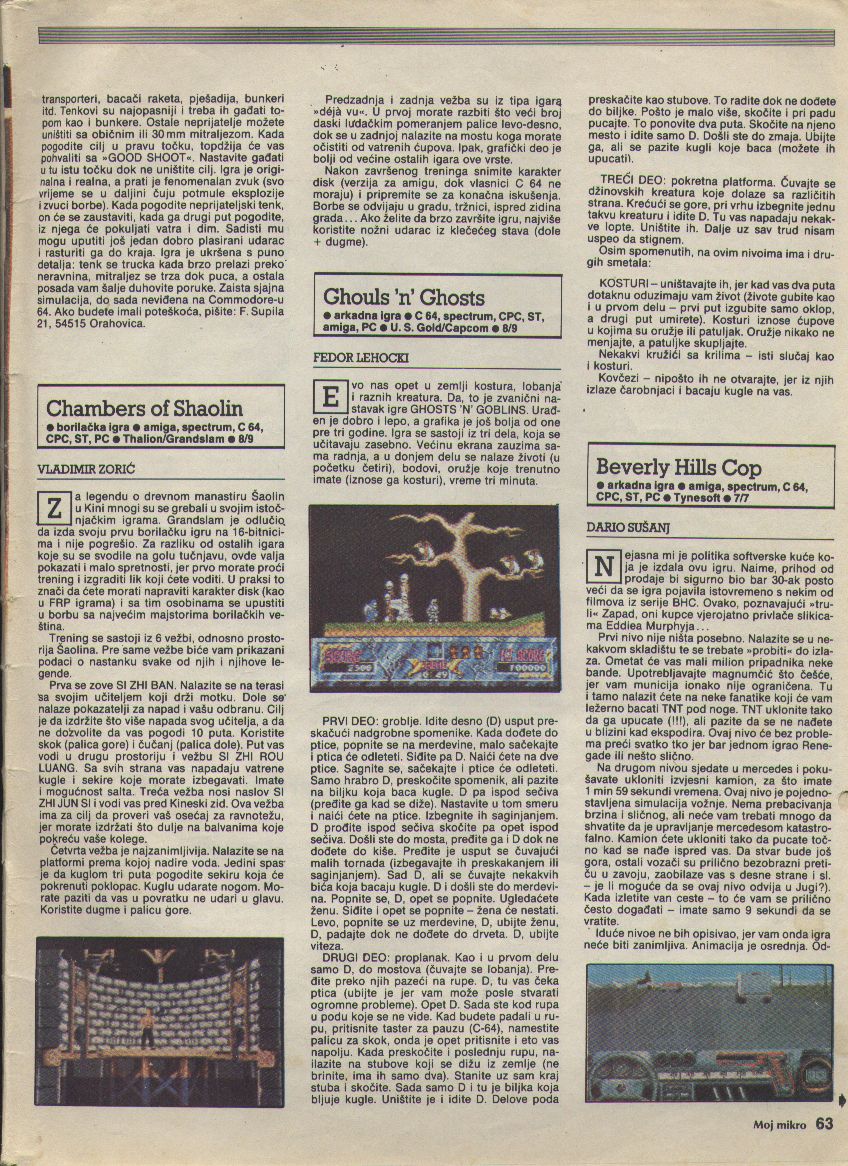 transporteri, bacači raketa, pješadija, bunkeri
itd. Tenkovi su najopasniji i treba ih gađati to-
pom kao i bunkere. Ostale neprijatelje možete
uništiti sa običnim ili 30 mm mitraljezom. Kada
pogodite cilj u pravu točku, topdžija će vas
pohvaliti sa »GOOD SHOOT«. Nastavite gađati
u tu istu točku dok ne uništite cilj. Igra je origi-
nalna i realna, a prati je fenomenalan zvuk (svo
vrijeme se u daljini čuju potmule eksplozije
i zvuci borbe). Kada pogodite neprijateljski tenk,
on će se zaustaviti, kada ga drugi put pogodite,
iz njega će pokuljati vatra i dim. Sadisti mu
mogu uputiti još jedan dobro plasirani udarac
i rasturiti ga do kraja. Igra je ukršena s puno
detalja: tenk se trucka kada brzo prelazi preko
neravnina, mitraljez se trza dok puca, a ostala
posada vam šalje duhovite poruke. Zaista sjajna
simulacija, do sada neviđena na Commodore-u
64. Ako budete imali poteškoća, pišite: F. Supila
21, 54515 Orahovica.
Chambers of Shaolin
● borilačka igra ● amiga, spectrum, C 64,
CPC, ST, PC ● Thalion/Grandslam ● 8/9
VLADIMIR ZORIĆ
Za legendu o drevnom manastiru Šaolin
u Kini mnogi su se grebali u svojim istoč-
njačkim igrama. Grandslam je odlučio
da izda svoju prvu borilačku igru na 16-bitnici-
ma i nije pogrešio. Za razliku od ostalih igara
koje su se svodile na golu tučnjavu, ovde valja
pokazati i malo spretnosti, jer prvo morate proći
trening i izgraditi lik koji ćete voditi. U praksi to
znači da ćete morati napraviti karakter disk (kao
u FRP igrama) i sa tim osobinama se upustiti
u borbu sa najvećim majstorima borilačkih ve-
ština.
Trening se sastoji iz 6 vežbi, odnosno prosto-
rija Šaolina. Pre same vežbe biće vam prikazani
podaci o nastanku svake od njih i njihove le-
gende.
Prva se zove SI ZHI BAN. Nalazite se na terasi
sa svojim učiteljem koji drži motku. Dole se
nalaze pokazatelji za napad i vašu odbranu. Cilj
je da izdržite što više napada svog učitelja, a da
ne dozvolite da vas pogodi 10 puta. Koristite
skok (palica gore) i čučanj (palica dole). Put vas
vodi u drugu prostoriju i vežbu SI ZHI ROU
LUANG. Sa svih strana vas napadaju vatrene
kugle i sekire koje morate izbegavati. Imate
i mogućnost salta. Treća vežba nosi naslov SI
ZHI JUN SI i vodi vas pred Kineski zid. Ova vežba
ima za cilj da proveri vaš osećaj za ravnotežu,
jer morate izdržati što dulje na balvanima koje
pokreću vaše kolege.
Četvrta vežba je najzanimljivija. Nalazite se na
platformi prema kojoj nadire voda. Jedini spas
je da kuglom tri puta pogodite sekiru koja će
pokrenuti poklopac. Kuglu udarate nogom. Mo-
rate paziti da vas u povratku ne udari u glavu.
Koristite dugme i palicu gore.
Predzadnja i zadnja vežba su iz tipa igara
»déjà vu«. U prvoj morate razbiti što veći broj
daski luđačkim pomeranjem palice levo-desno,
dok se u zadnjoj nalazite na mostu koga morate
očistiti od vatrenih ćupova. Ipak, grafički deo je
bolji od većine ostalih igara ove vrste.
Nakon završenog treninga snimite karakter
disk (verzija za amigu, dok vlasnici C 64 ne
moraju) i pripremite se za konačna iskušenja.
Borbe se odvijaju u gradu, tržnici, ispred zidina
grada... Ako želite da brzo završite igru, najviše
koristite nožni udarac iz klečećeg stava (dole
+ dugme).
Ghouls 'n' Ghosts
● arkadna igra ● C 64, spectrum, CPC, ST,
amiga, PC ● U. S. Gold/Capcom ● 8/9
FEDOR LEHOCKI
Evo nas opet u zemlji kostura, lobanja
i raznih kreatura. Da, to je zvanični na-
stavak igre GHOSTS 'N' GOBLINS. Urađ-
en je dobro i lepo, a grafika je još bolja od one
pre tri godine. Igra se sastoji iz tri dela, koja se
učitavaju zasebno. Većinu ekrana zauzima sa-
ma radnja, a u donjem delu se nalaze životi (u
početku četiri), bodovi, oružje koje trenutno
imate (iznose ga kosturi), vreme tri minuta.
SCORE
2500
TIME
0:49
HI SCORE
100000
PRVI DEO: groblje. Idite desno (D) usput pre-
skačući nadgrobne spomenike. Kada dođete do
ptice, popnite se na merdevine, malo sačekajte
i ptica će odleteti. Siđite pa D. Naići ćete na dve
ptice. Sagnite se, sačekajte i ptice će odleteti.
Samo hrabro D, preskočite spomenik, ali pazite
na biljku koja baca kugle. D pa ispod sečiva
(pređite ga kad se diže). Nastavite u tom smeru
i naići ćete na ptice. Izbegnite ih saginjanjem.
D prođite ispod sečiva skočite pa opet ispod
sečiva. Došli ste do mosta, pređite ga i D dok ne
dođete do kiše. Pređite je usput se čuvajući
malih tornada (izbegavajte ih preskakanjem ili
saginjanjem). Sad D, ali se čuvajte nekakvih
bića koja bacaju kugle. D i došli ste do merdevi-
na. Popnite se, D, opet se popnite. Ugledaćete
ženu. Siđite i opet se popnite – žena će nestati.
Levo, popnite se uz merdevine, D, ubijte ženu,
D, padajte dok ne dođete do drveta. D, ubijte
viteza.
DRUGI DEO: proplanak. Kao i u prvom delu
samo D, do mostova (čuvajte se lobanja). Pre-
đite preko njih pazeći na rupe. D, tu vas čeka
ptica (ubijte je jer vam može posle stvarati
ogromne probleme). Opet D. Sada ste kod rupa
u podu koje se ne vide. Kad budete padali u ru-
pu, pritisnite taster za pauzu (C-64), namestite
palicu za skok, onda je opet pritisnite i eto vas
napolju. Kada preskočite i poslednju rupu, na-
ilazite na stubove koji se dižu iz zemlje (ne
brinite, ima ih samo dva). Stanite uz sam kraj
stuba i skočite. Sada samo D i tu je biljka koja
bljuje kugle. Uništite je i idite D. Delove poda
preskačite kao stubove. To radite dok ne dođete
do biljke. Pošto je malo više, skočite i pri padu
pucajte. To ponovite dva puta. Skočite na njeno
mesto i idite samo D. Došli ste do zmaja. Ubijte
ga, ali se pazite kugli koje baca (možete ih
upucati).
TREĆI DEO: pokretna platforma. Čuvajte se
džinovskih kreatura koje dolaze sa različitih
strana. Krećući se gore, pri vrhu izbegnite jednu
takvu kreaturu i idite D. Tu vas napadaju nekak-
ve lopte. Uništite ih. Dalje uz sav trud nisam
uspeo da stignem.
Osim spomenutih, na ovim nivoima ima i dru-
gih smetala:
KOSTURI – uništavajte ih, jer kad vas dva puta
dotaknu oduzimaju vam život (živote gubite kao
i u prvom delu – prvi put izgubite samo oklop,
a drugi put umirete). Kosturi iznose ćupove
u kojima su oružje ili patuljak. Oružje nikako ne
menjajte, a patuljke skupljajte.
Nekakvi kružići sa krilima – isti slučaj kao
i kosturi.
Kovčezi – nipošto ih ne otvarajte, jer iz njih
izlaze čarobnjaci i bacaju kugle na vas.
Beverly Hills Cop
● arkadna igra ● amiga, spectrum, C 64,
CPC, ST, PC ● Tynesoft ● 7/7
DARIO SUŠANJ
Nejasna mi je politika softverske kuće ko-
ja je izdala ovu igru. Naime, prihod od
prodaje bi sigurno bio bar 30-ak posto
veći da se igra pojavila istovremeno s nekim od
filmova iz serije BHC. Ovako, poznavajući »tru-
li« Zapad, oni kupce vjerojatno privlače slikica-
ma Eddiea Murphyja...
Prvi nivo nije ništa posebno. Nalazite se u ne-
kakvom skladištu te se trebate »probiti« do izla-
za. Ometat će vas mali milion pripadnika neke
bande. Upotrebljavajte magnumčić što češće,
jer vam municija ionako nije ograničena. Tu
i tamo nalazit ćete na neke fanatike koji će vam
ležerno bacati TNT pod noge. TNT uklonite tako
da ga upucate (!!!), ali pazite da se ne nađete
u blizini kad ekspodira. Ovaj nivo će bez proble-
ma preći svatko tko jer bar jednom igrao Rene-
gade ili nešto slično.
Na drugom nivou sjedate u mercedes i poku-
šavate ukloniti izvjesni kamion, za što imate
1 min 59 sekundi vremena. Ovaj nivo je pojedno-
stavljena simulacija vožnje. Nema prebacivanja
brzina i sličnog, ali neće vam trebati mnogo da
shvatite da je upravljanje mercedesom katastro-
falno. Kamion ćete ukloniti tako da pucate toč-
no kad se nađe ispred vas. Da stvar bude još
gora, ostali vozači su prilično bezobrazni preti-
ču u zavoju, zaobilaze vas s desne strane i sl.
– je li moguće da se ovaj nivo odvija u Jugi?).
Kada izletite van ceste – to će vam se prilično
često događati – imate samo 9 sekundi da se
vratite.
Iduće nivoe ne bih opisivao, jer vam onda igra
neće biti zanimljiva. Animacija je osrednja. Od-
Moj mikro 63